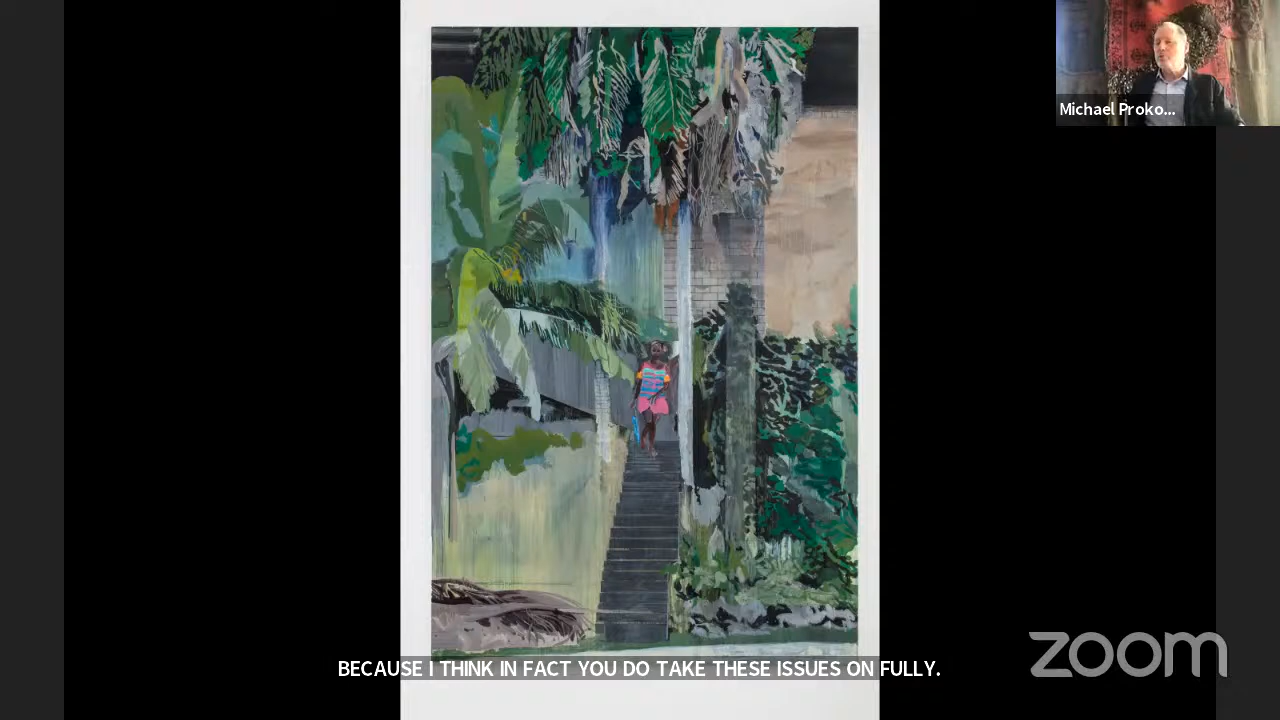 Michael Proko...
BECAUSE I THINK IN FACT YOU DO TAKE THESE ISSUES ON FULLY.
zoom